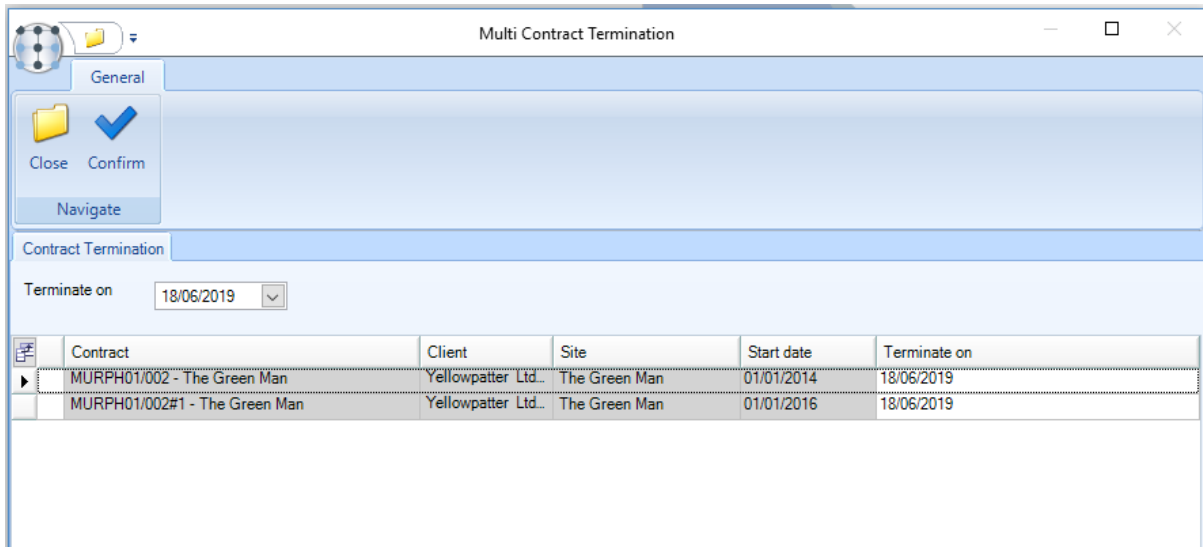 Multi Contract Termination
General
Close Confirm
Navigate
Contract Termination
Terminate on 18/06/2019
Contract Client Site Start date Terminate on
MURPH01/002 - The Green Man Yellowpatter Ltd... The Green Man 01/01/2014 18/06/2019
MURPH01/002#1 - The Green Man Yellowpatter Ltd... The Green Man 01/01/2016 18/06/2019